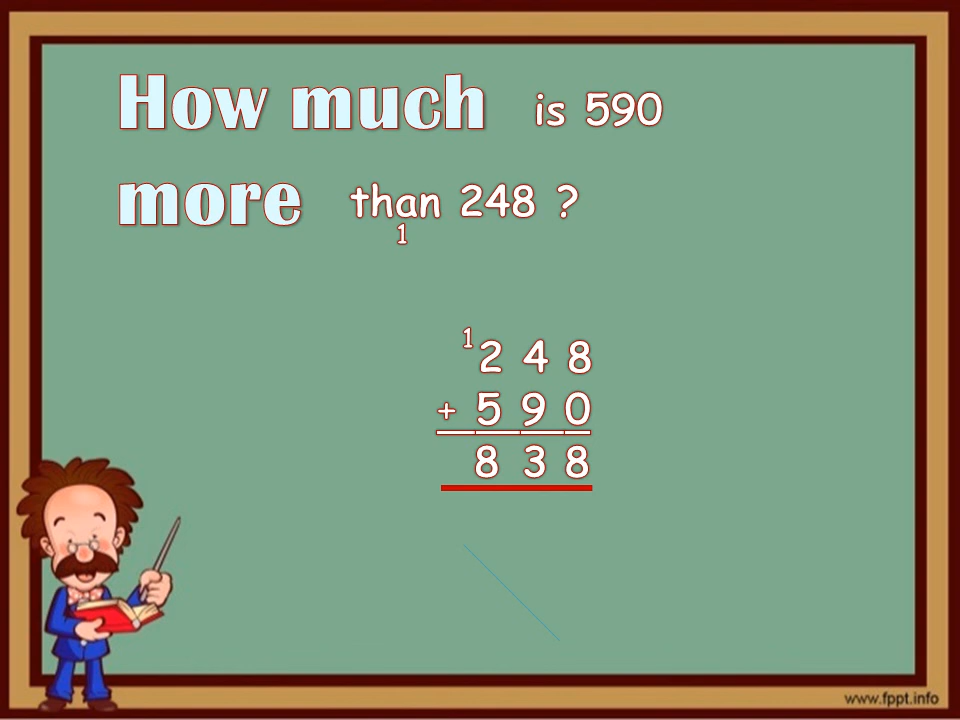 How much is 590
more than 248 ?
1
1
2 4 8
+ 5 9 0
8 3 8
www.fppt.info